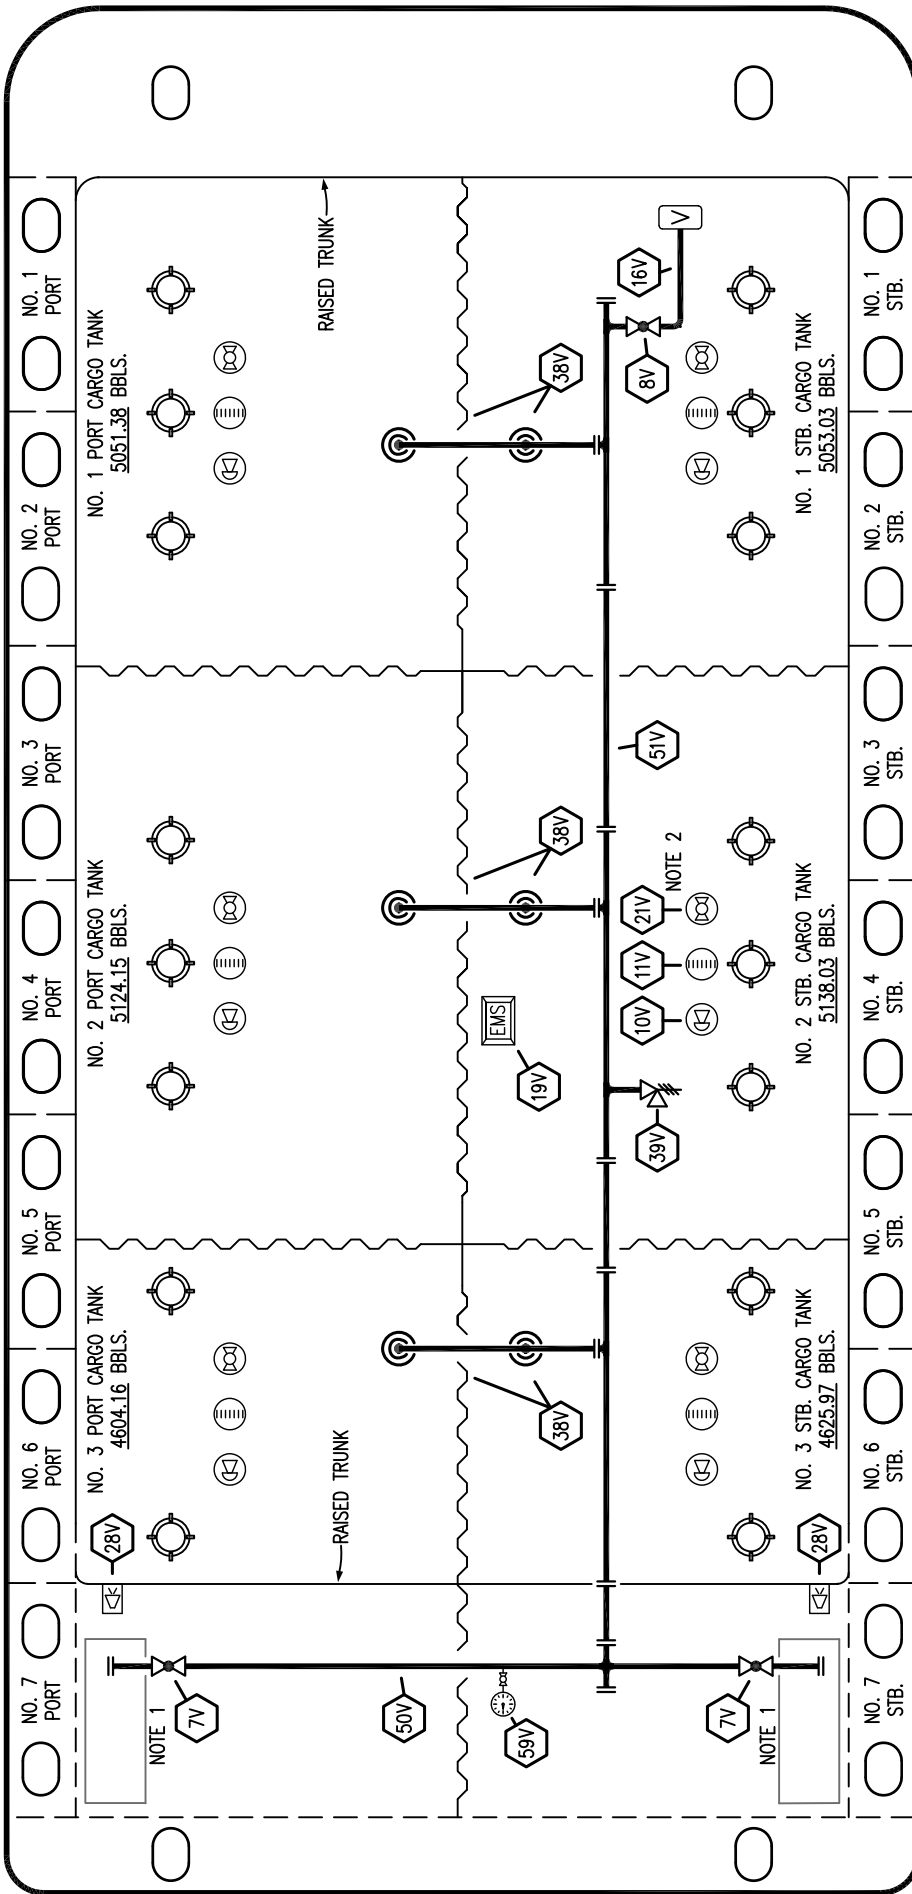 NO. 7
PORT
NO. 6
PORT
NO. 5
PORT
NO. 4
PORT
NO. 3
PORT
NO. 2
PORT
NO. 1
PORT
28V
NO. 3 PORT CARGO TANK
4604.16 BBLS.
NO. 2 PORT CARGO TANK
5124.15 BBLS.
NO. 1 PORT CARGO TANK
5051.38 BBLS.
NOTE 1
7V
RAISED TRUNK
RAISED TRUNK
50V
59V
38V
19V
EMS
38V
38V
39V
10V
11V
21V
NOTE 2
51V
8V
16V
V
7V
NOTE 1
28V
NO. 3 STB. CARGO TANK
4625.97 BBLS.
NO. 2 STB. CARGO TANK
5138.03 BBLS.
NO. 1 STB. CARGO TANK
5053.03 BBLS.
NO. 7
STB.
NO. 6
STB.
NO. 5
STB.
NO. 4
STB.
NO. 3
STB.
NO. 2
STB.
NO. 1
STB.